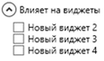 Влияет на виджеты
Новый виджет 2
Новый виджет 3
Новый виджет 4